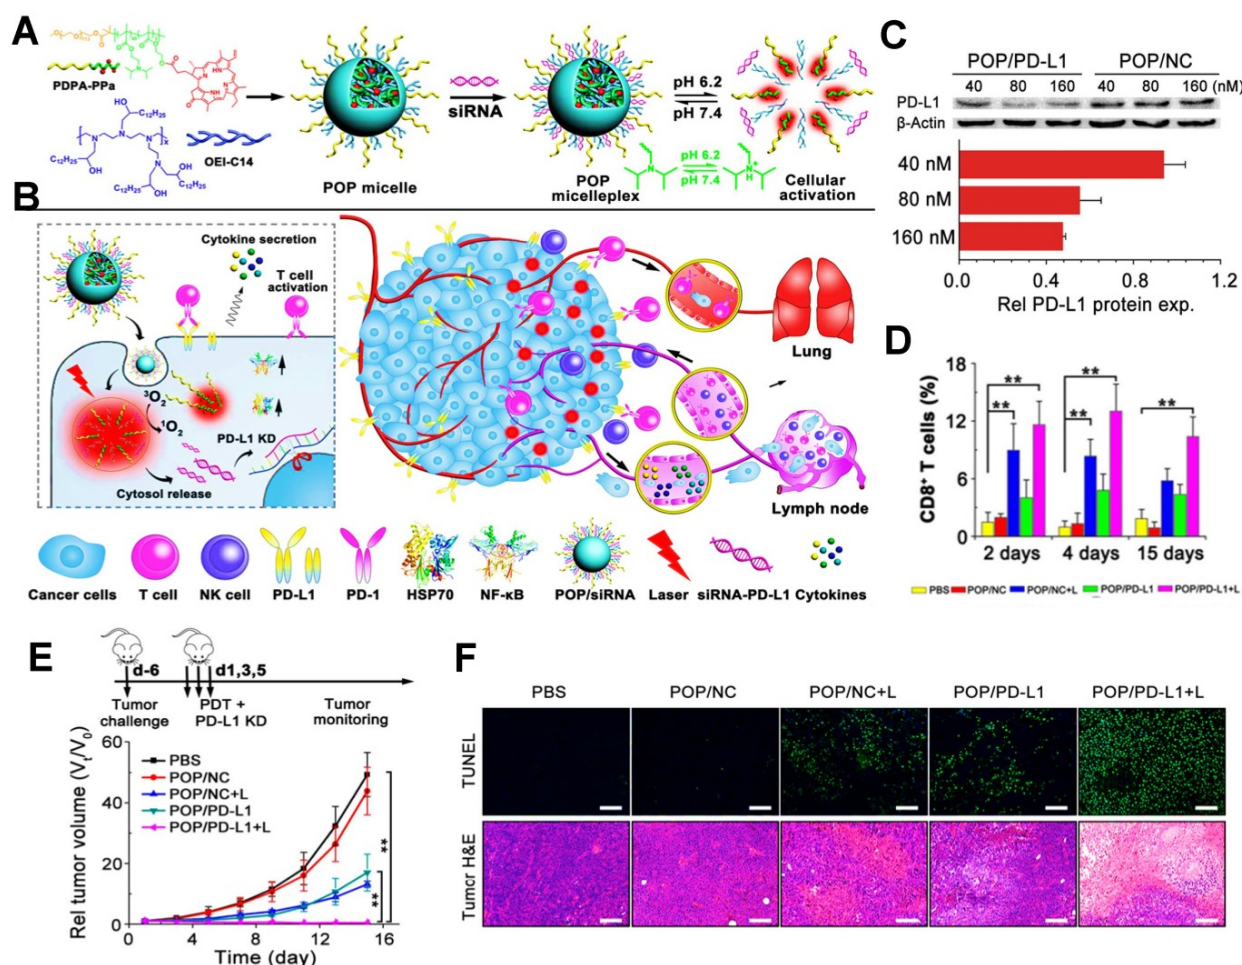 A
PDPA-PPa
OEI-C14
POP micelle
siRNA
POP
micelleplex
pH 6.2
pH 7.4
pH 6.2
pH 7.4
Cellular
activation
B
Cytokine secretion
T cell
activation
³O₂
¹O₂
PD-L1 KD
Cytosol release
Lung
Lymph node
Cancer cells
T cell
NK cell
PD-L1
PD-1
HSP70
NF-κB
POP/siRNA
Laser
siRNA-PD-L1
Cytokines
C
POP/PD-L1 POP/NC
40 80 160 40 80 160 (nM)
PD-L1
β-Actin
40 nM
80 nM
160 nM
0.0 0.4 0.8 1.2
Rel PD-L1 protein exp.
D
CD8⁺ T cells (%)
18
12
6
0
** ** ** ** **
2 days 4 days 15 days
PBS POP/NC POP/NC+L POP/PD-L1 POP/PD-L1+L
E
d-6
d1,3,5
Tumor
challenge
PDT +
PD-L1 KD
Tumor
monitoring
Rel tumor volume (Vt/V0)
60
40
20
0
PBS
POP/NC
POP/NC+L
POP/PD-L1
POP/PD-L1+L
**
**
0 4 8 12 16
Time (day)
F
PBS POP/NC POP/NC+L POP/PD-L1 POP/PD-L1+L
TUNEL
Tumor H&E